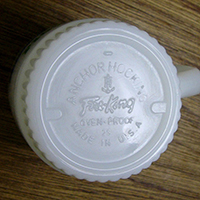 ANCHOR HOCKING
Fire-King
OVEN-PROOF
MADE IN U.S.A